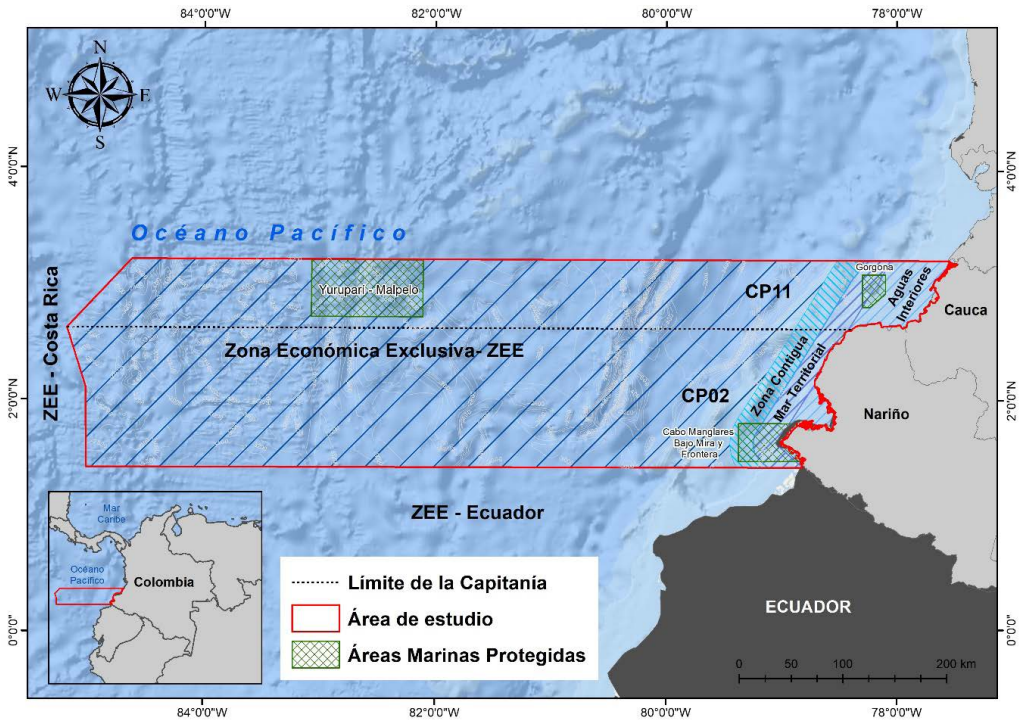 84°0'0"W
82°0'0"W
80°0'0"W
78°0'0"W
N
W
E
S
4°0'0"N
4°0'0"N
Océano Pacífico
ZEE - Costa Rica
Yurupari - Malpelo
Gorgona
CP11
Aguas
Interiores
Cauca
Zona Económica Exclusiva- ZEE
Zona Contigua
Mar Territorial
2°0'0"N
2°0'0"N
CP02
Nariño
Cabo Manglares
Bajo Mira y
Frontera
ZEE - Ecuador
Mar
Caribe
Océano
Pacífico
Colombia
Límite de la Capitanía
Área de estudio
Áreas Marinas Protegidas
ECUADOR
0°0'0"
0°0'0"
0
50
100
200 km
84°0'0"W
82°0'0"W
80°0'0"W
78°0'0"W